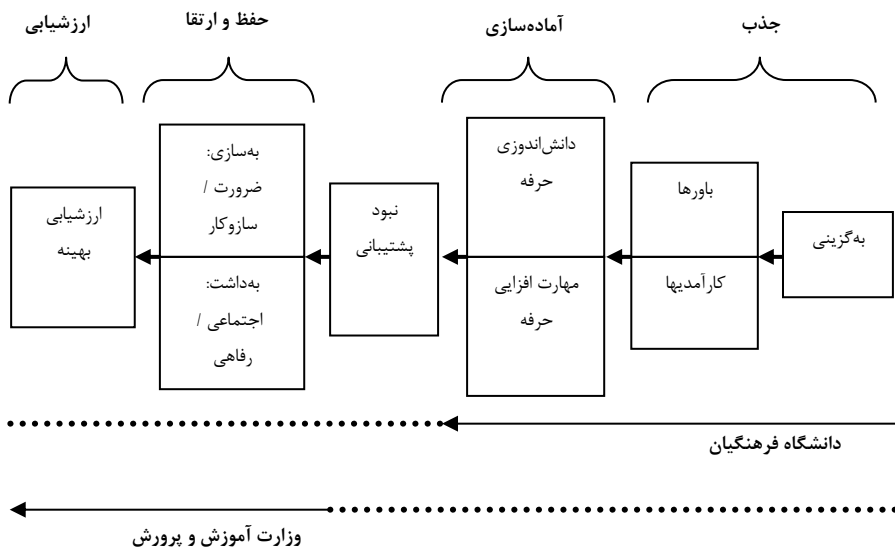 جذب
آماده‌سازی
حفظ و ارتقا
ارزشیابی
به‌گزینی
باورها
کارآمدیها
دانش‌اندوزی
حرفه
مهارت افزایی
حرفه
نبود
پشتیبانی
به‌سازی:
ضرورت /
سازوکار
به‌داشت:
اجتماعی /
رفاهی
ارزشیابی
بهینه
دانشگاه فرهنگیان
وزارت آموزش و پرورش